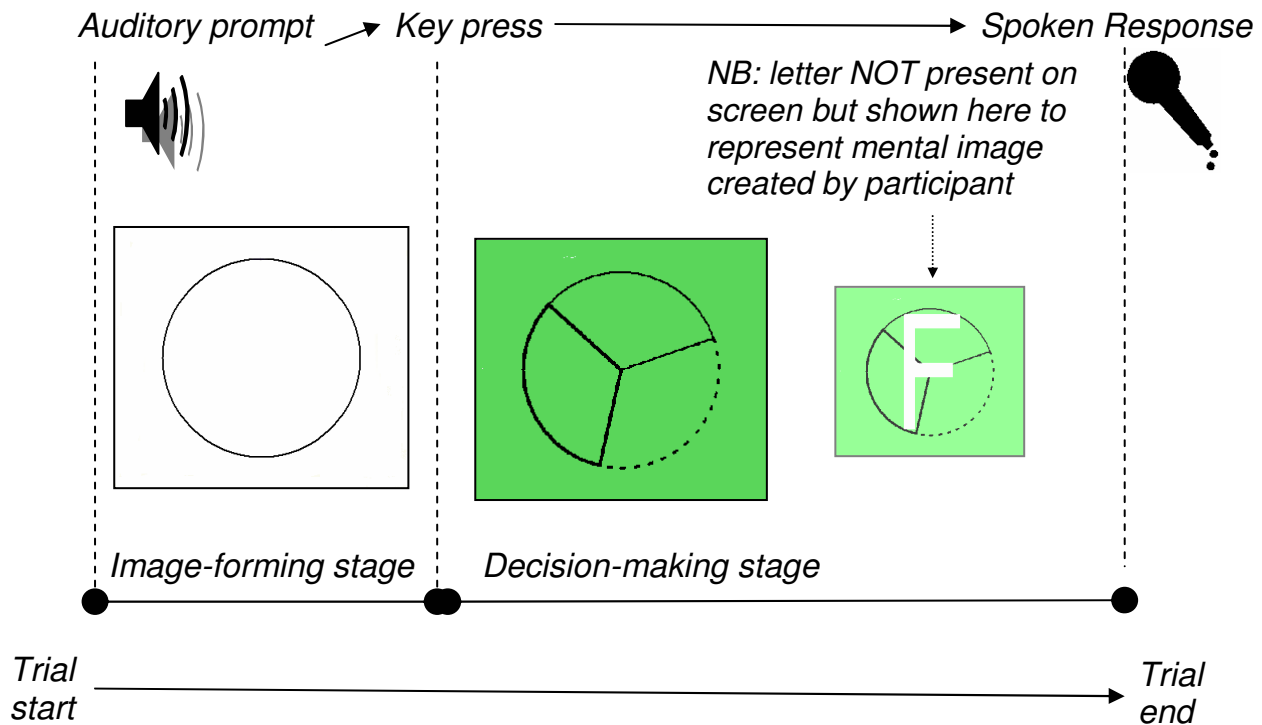 Auditory prompt
Key press
Spoken Response
NB: letter NOT present on
screen but shown here to
represent mental image
created by participant
F
Image-forming stage
Decision-making stage
Trial
start
Trial
end